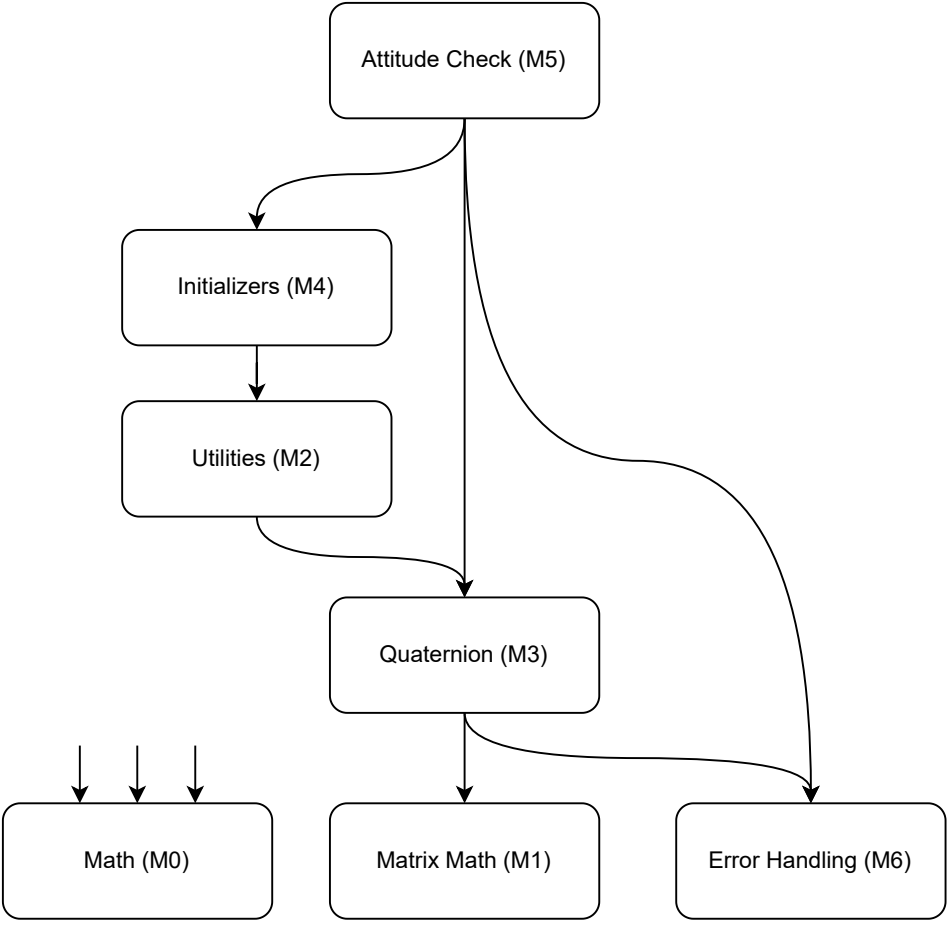 Attitude Check (M5)
Initializers (M4)
Utilities (M2)
Quaternion (M3)
Math (M0)
Matrix Math (M1)
Error Handling (M6)